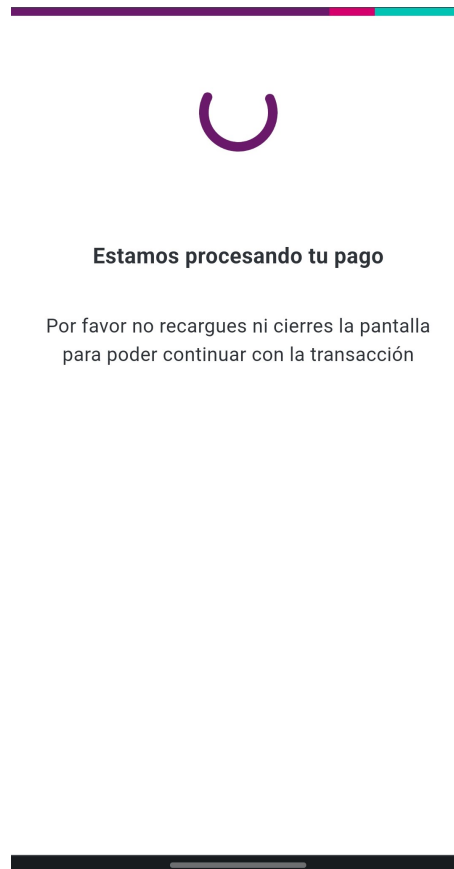 Estamos procesando tu pago
Por favor no recargues ni cierres la pantalla
para poder continuar con la transacción